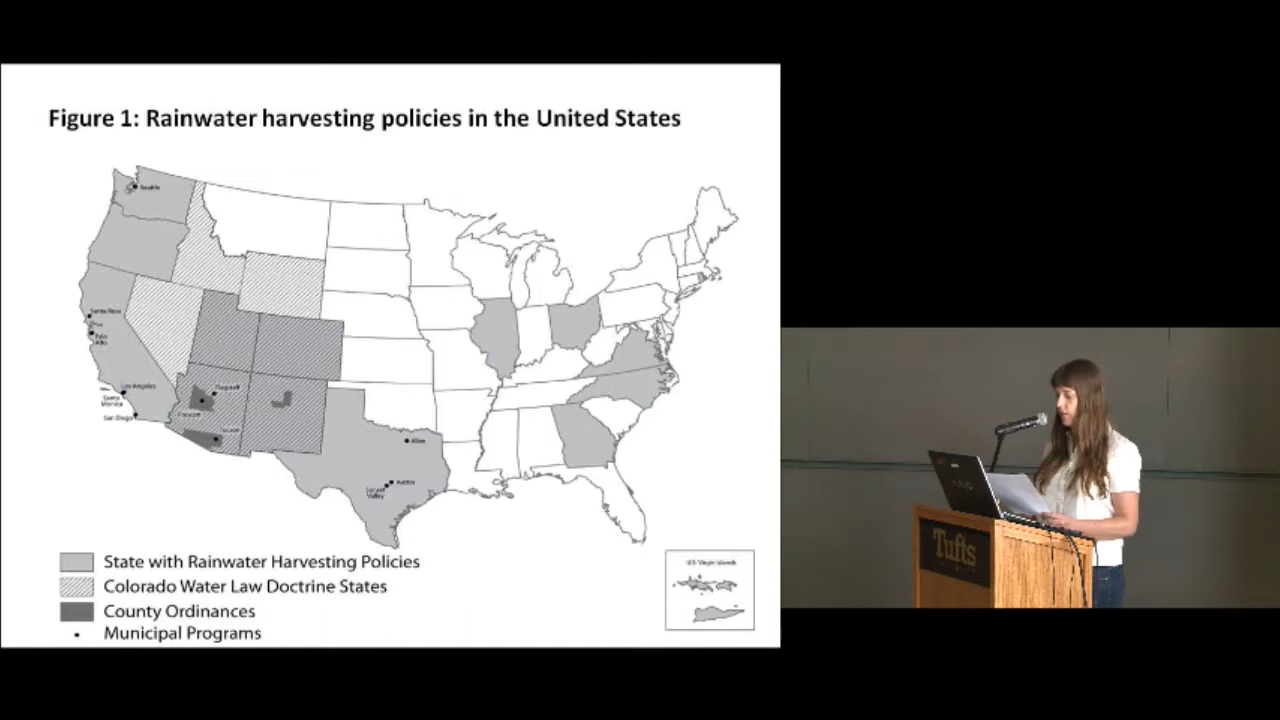 Figure 1: Rainwater harvesting policies in the United States
Seattle
Santa Rosa
Palo
Alto
Los Angeles
Santa
Monica
San Diego
Flagstaff
Prescott
Tucson
Allen
Austin
Sunset
Valley
State with Rainwater Harvesting Policies
Colorado Water Law Doctrine States
County Ordinances
Municipal Programs
U.S. Virgin Islands
Tufts